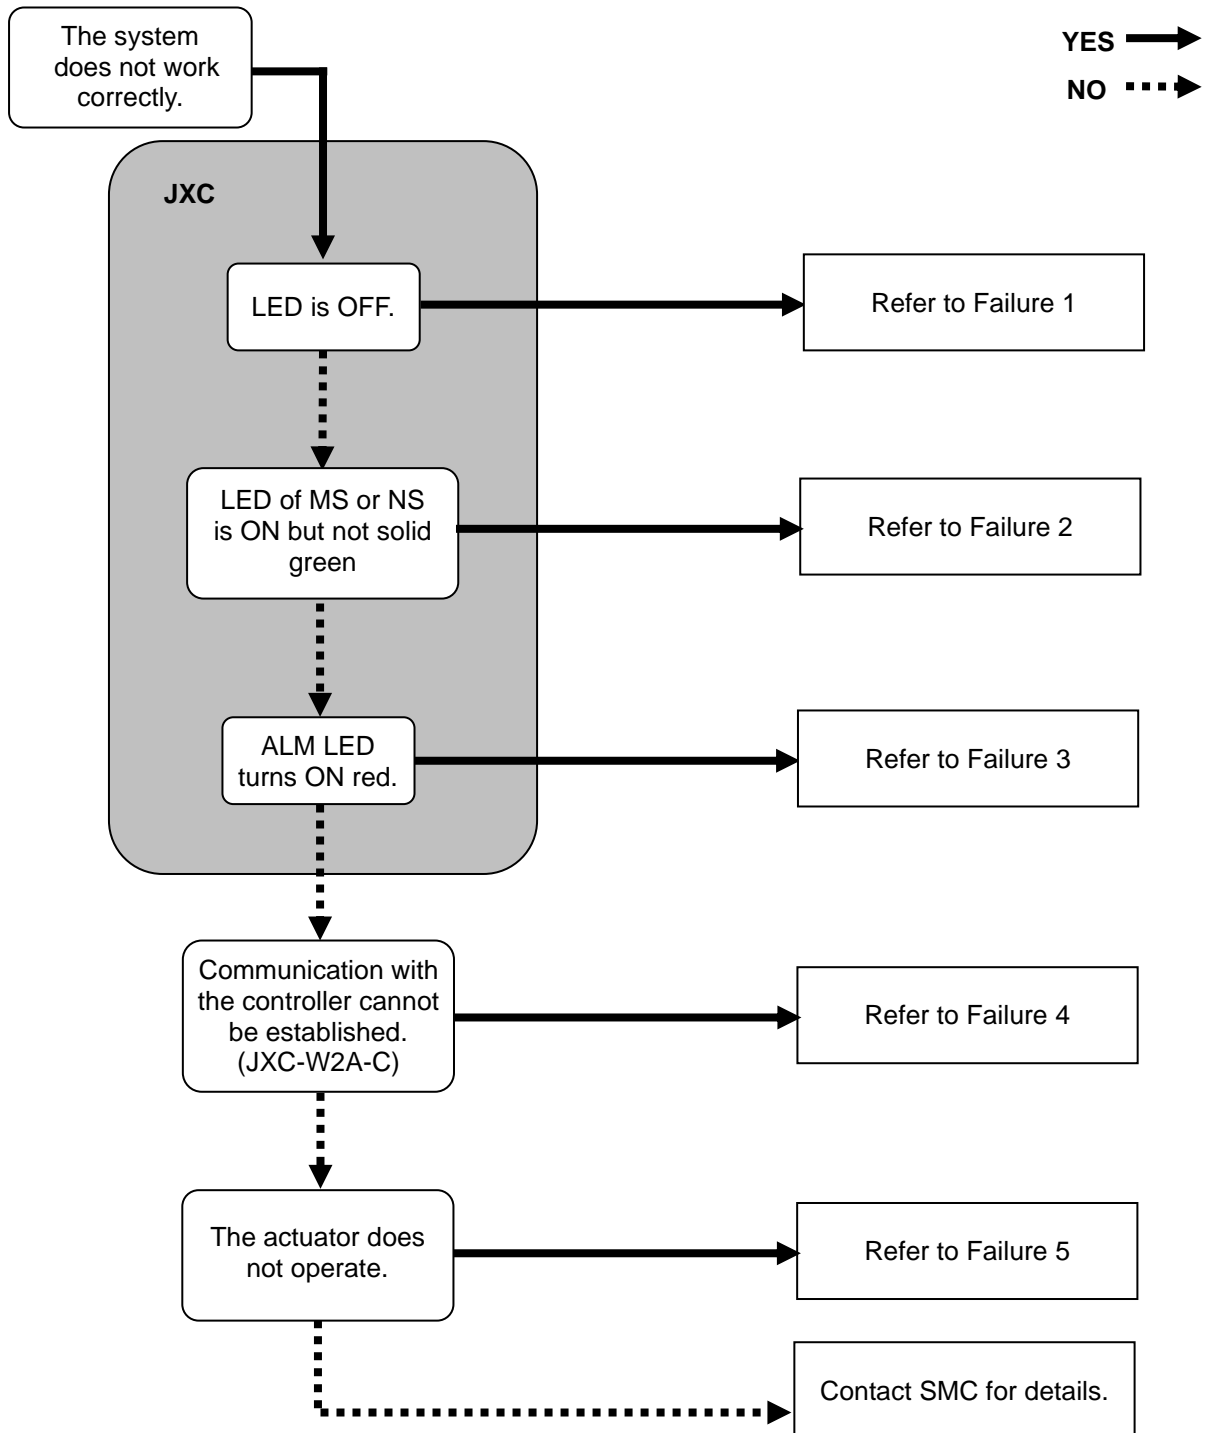 The system
does not work
correctly.
YES
NO
JXC
LED is OFF.
Refer to Failure 1
LED of MS or NS
is ON but not solid
green
Refer to Failure 2
ALM LED
turns ON red.
Refer to Failure 3
Communication with
the controller cannot
be established.
(JXC-W2A-C)
Refer to Failure 4
The actuator does
not operate.
Refer to Failure 5
Contact SMC for details.